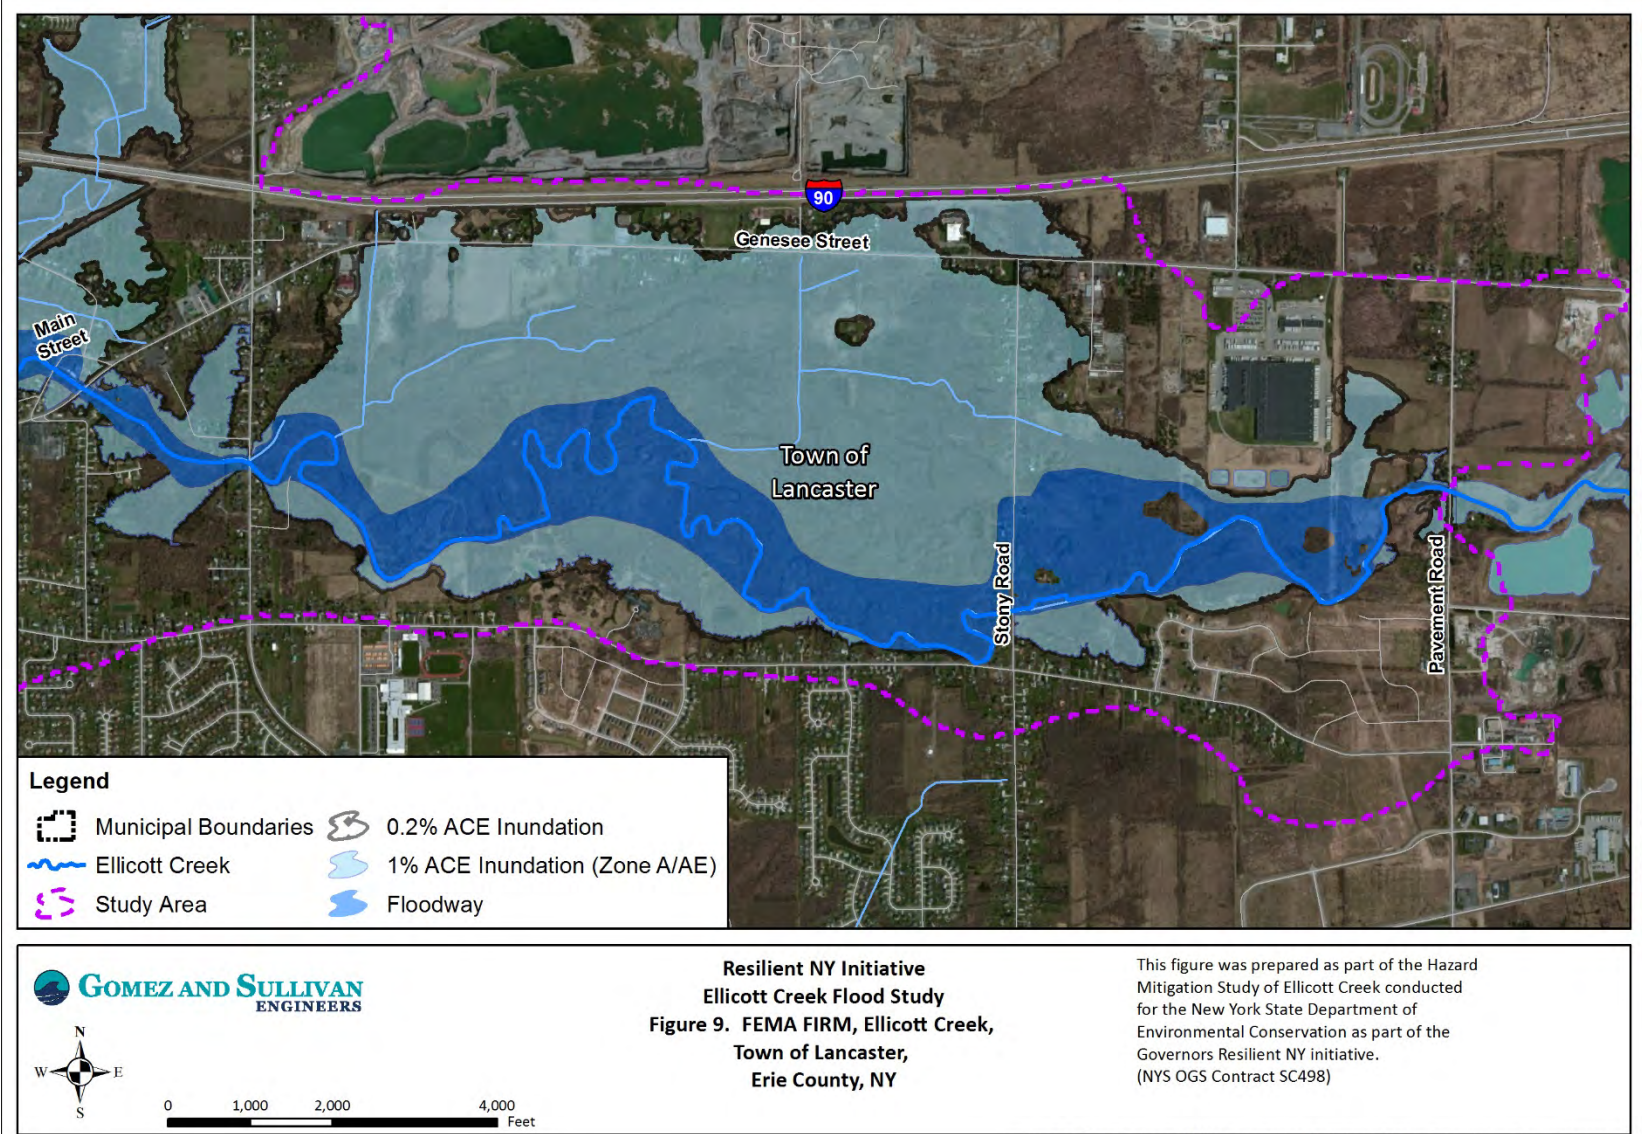 90
Genesee Street
Main
Street
Town of
Lancaster
Stony Road
Pavement Road
Legend
Municipal Boundaries
0.2% ACE Inundation
Ellicott Creek
1% ACE Inundation (Zone A/AE)
Study Area
Floodway
GOMEZ AND SULLIVAN
ENGINEERS
N
W E
S
0 1,000 2,000 4,000
Feet
Resilient NY Initiative
Ellicott Creek Flood Study
Figure 9. FEMA FIRM, Ellicott Creek,
Town of Lancaster,
Erie County, NY
This figure was prepared as part of the Hazard
Mitigation Study of Ellicott Creek conducted
for the New York State Department of
Environmental Conservation as part of the
Governors Resilient NY initiative.
(NYS OGS Contract SC498)